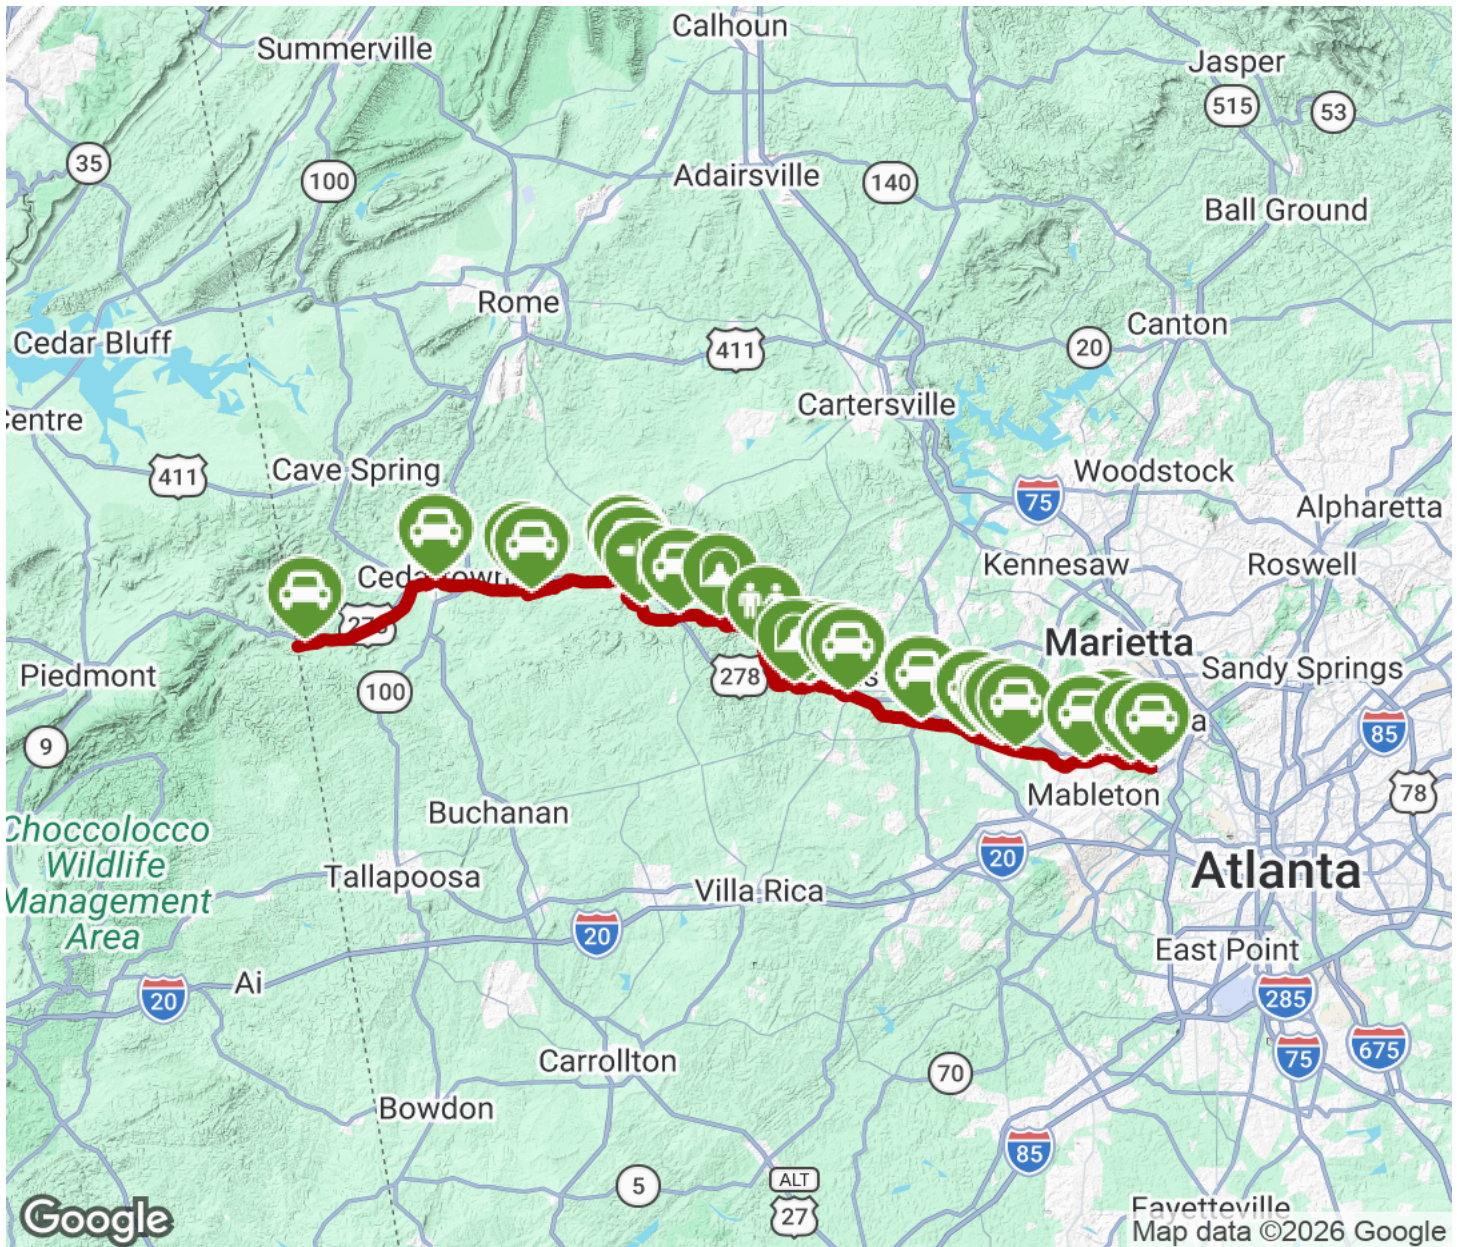 Calhoun
Summerville
Jasper
515
53
35
100
Adairsville
140
Ball Ground
Rome
Canton
Cedar Bluff
411
20
Cartersville
Centre
Cave Spring
411
Woodstock
75
Alpharetta
Kennesaw
Roswell
278
Marietta
Sandy Springs
Piedmont
278
100
85
9
78
Mableton
Buchanan
Choccolocco
Wildlife
Management
Area
20
Atlanta
Tallapoosa
Villa Rica
20
East Point
Ai
20
285
75
675
Carrollton
70
Bowdon
85
5
ALT
27
Fayetteville
Google
Map data ©2026 Google